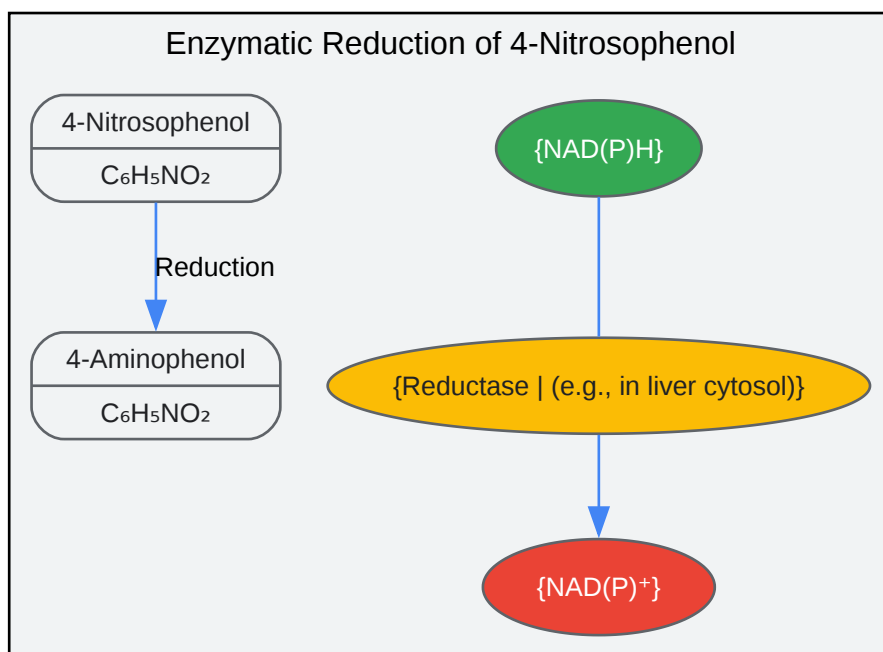 Enzymatic Reduction of 4-Nitrosophenol
4-Nitrosophenol
C₆H₅NO₂
Reduction
4-Aminophenol
C₆H₅NO₂
{NAD(P)H}
{Reductase | (e.g., in liver cytosol)}
{NAD(P)⁺}